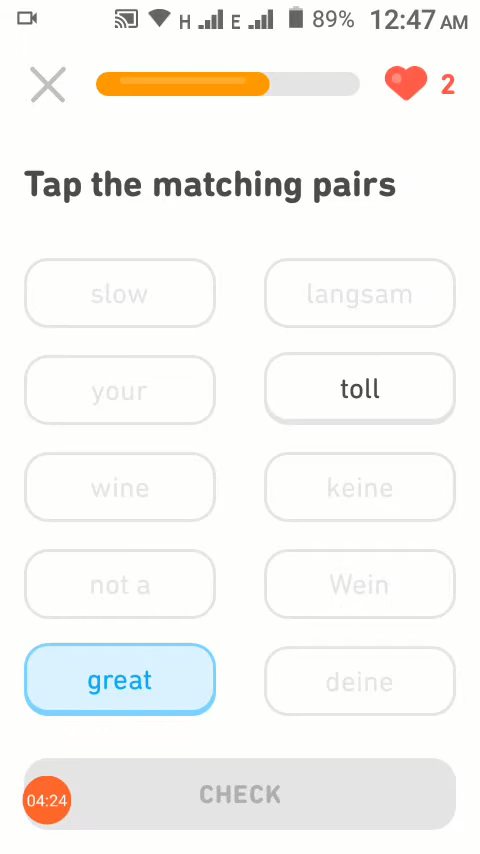 H E 89% 12:47 AM
2
Tap the matching pairs
slow langsam
your toll
wine keine
not a Wein
great deine
CHECK
04:24